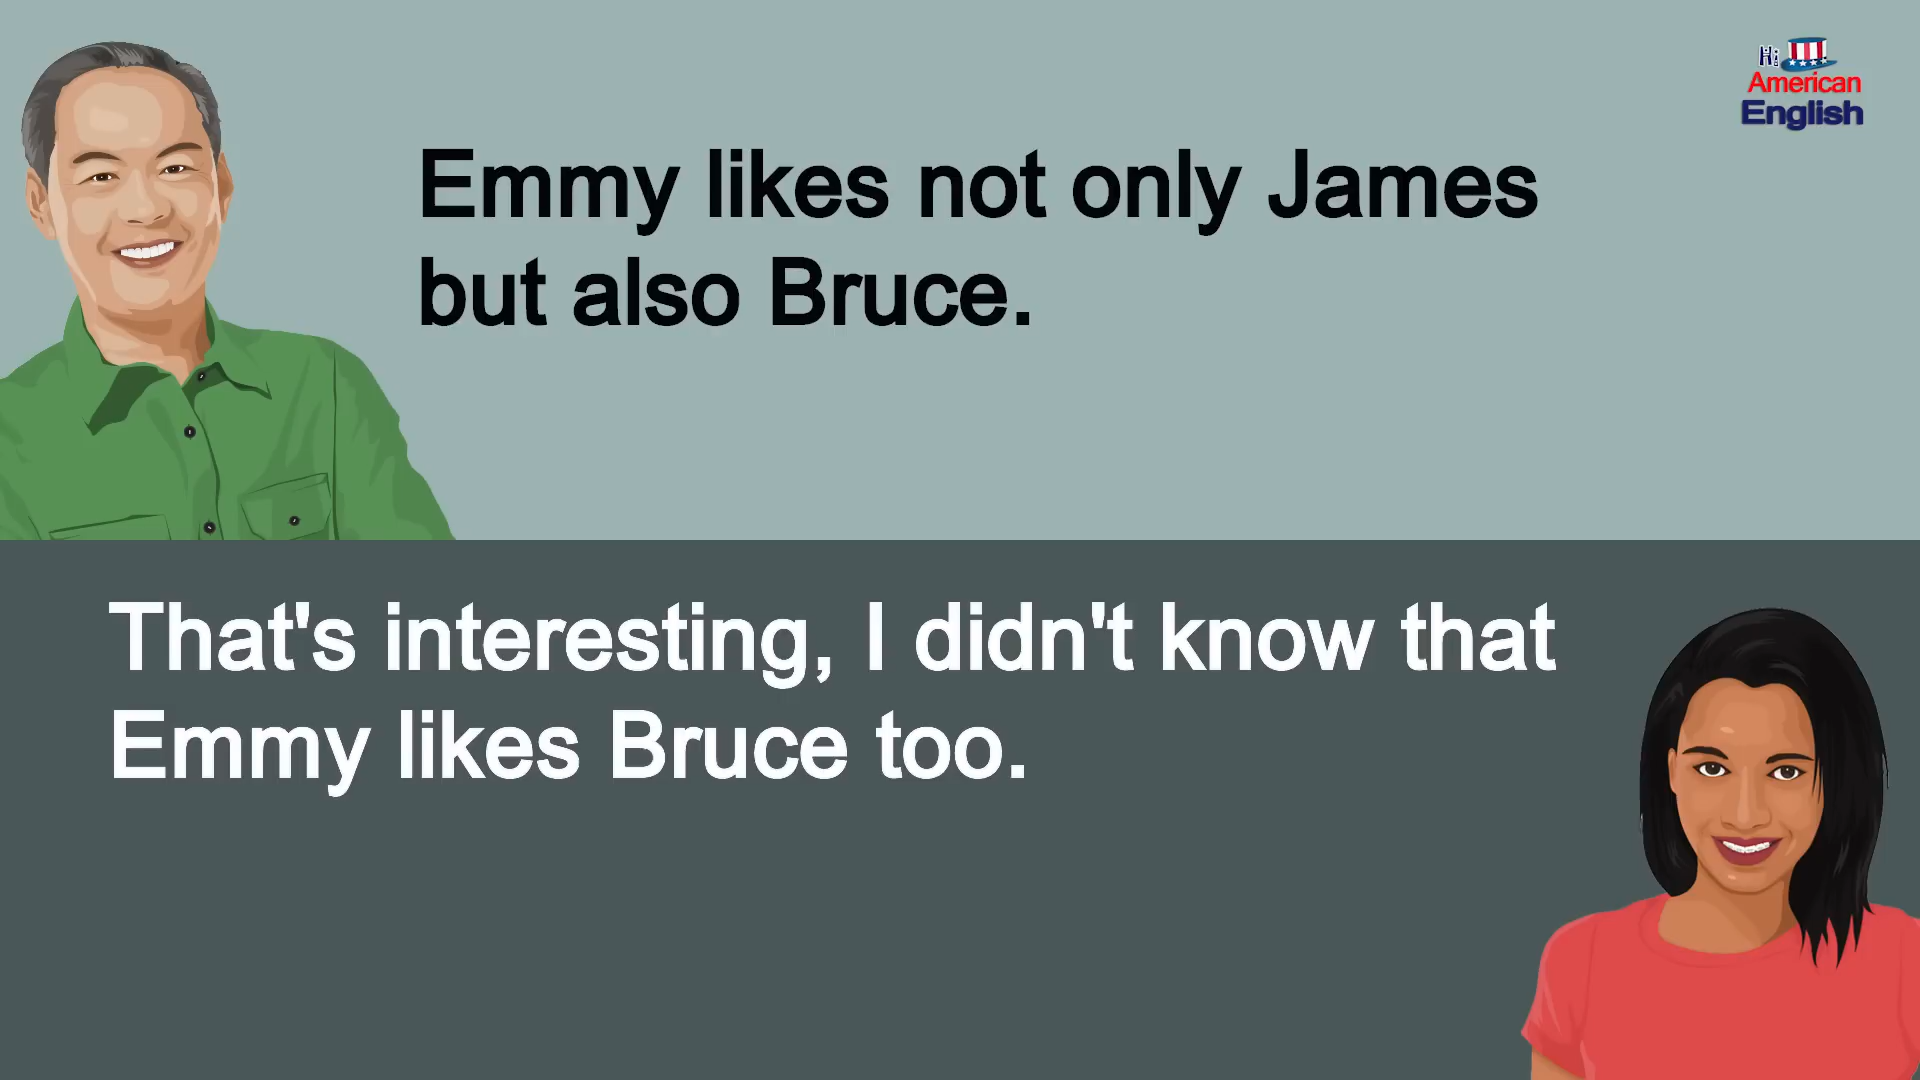 Hi
American
English
Emmy likes not only James
but also Bruce.
That's interesting, I didn't know that
Emmy likes Bruce too.